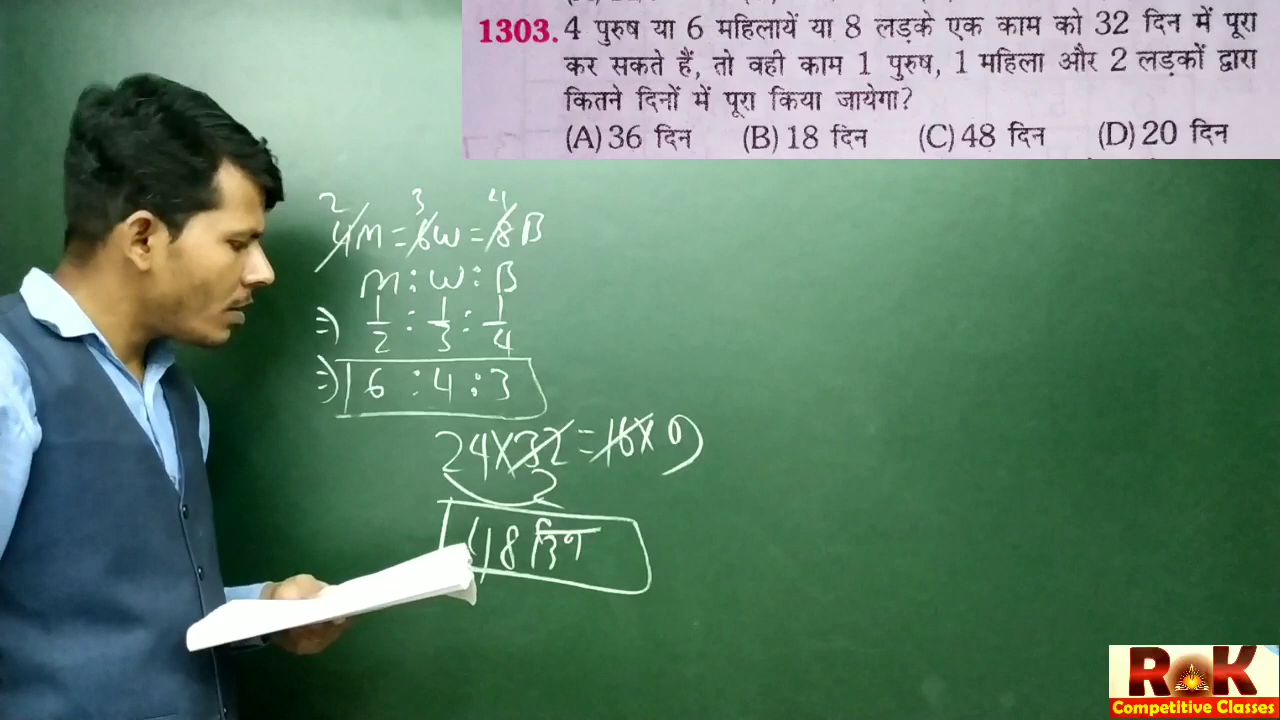 1303. 4 पुरुष या 6 महिलायें या 8 लड़के एक काम को 32 दिन में पूरा
कर सकते हैं, तो वही काम 1 पुरुष, 1 महिला और 2 लड़कों द्वारा
कितने दिनों में पूरा किया जायेगा?
(A) 36 दिन (B) 18 दिन (C) 48 दिन (D) 20 दिन
2 3 4
4M = 6W = 8B
M : W : B
⇒ 1/2 : 1/3 : 1/4
⇒ 6 : 4 : 3
24 × 32 = 16 × D
2
48 दिन
ROK
Competitive Classes